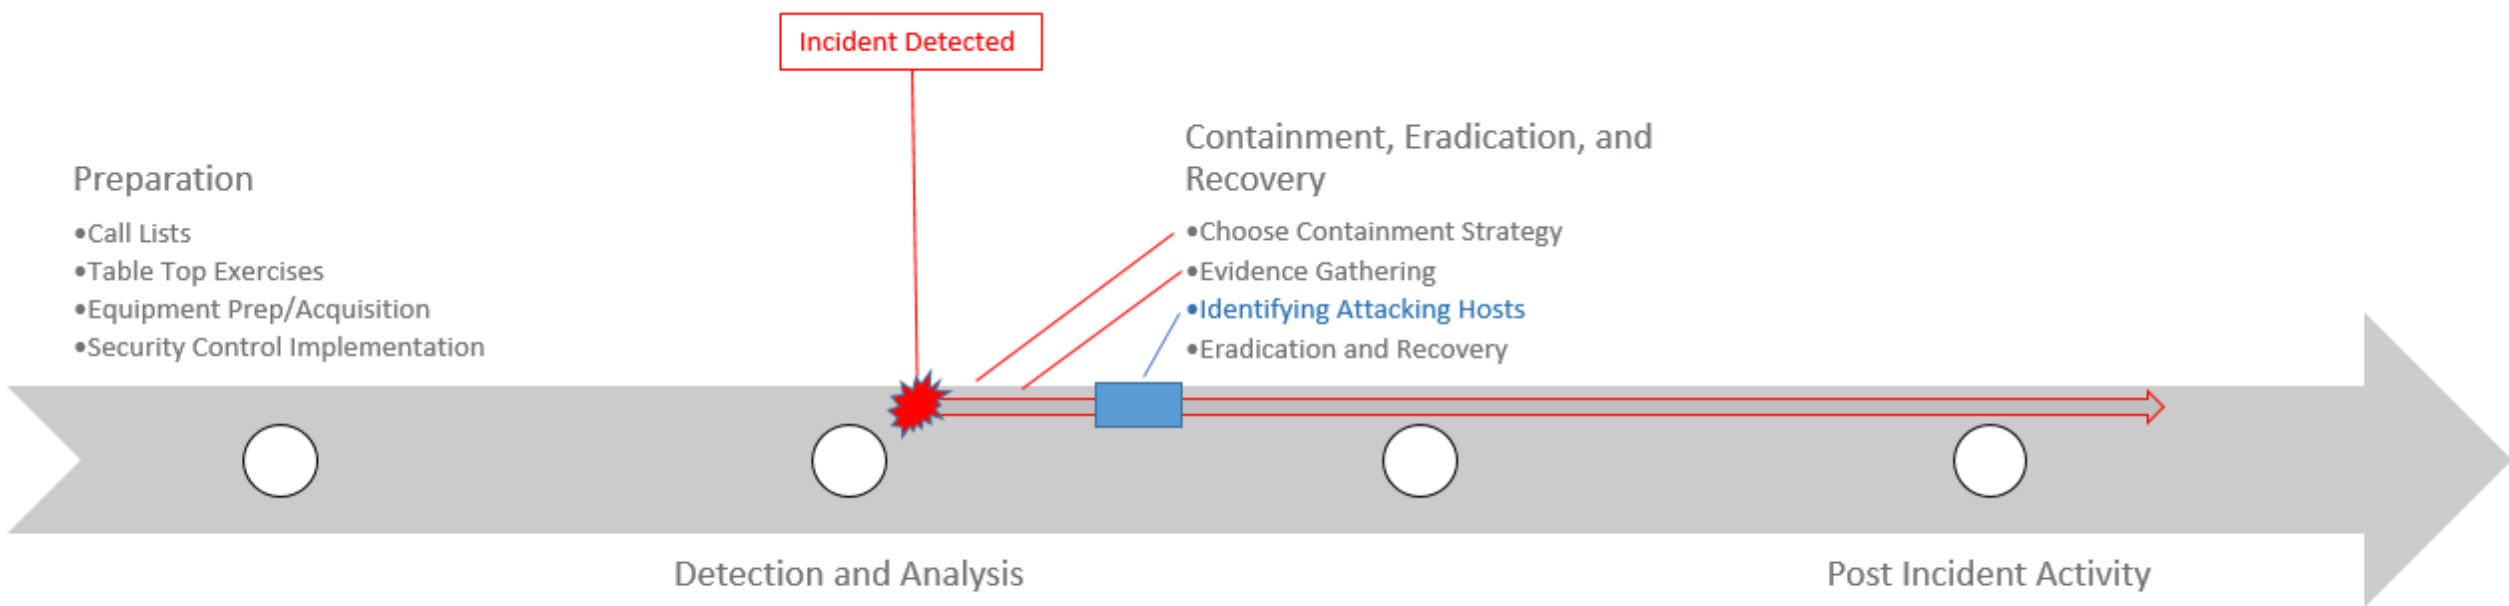 Incident Detected
Preparation
•Call Lists
•Table Top Exercises
•Equipment Prep/Acquisition
•Security Control Implementation
Containment, Eradication, and
Recovery
•Choose Containment Strategy
•Evidence Gathering
•Identifying Attacking Hosts
•Eradication and Recovery
Detection and Analysis
Post Incident Activity